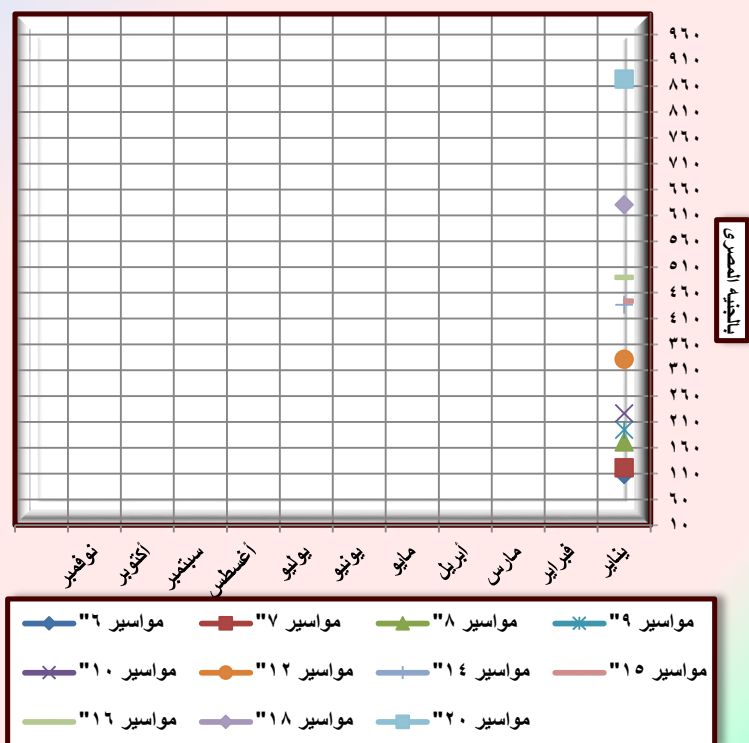 ٩٦٠
٩١٠
٨٦٠
٨١٠
٧٦٠
٧١٠
٦٦٠
٦١٠
٥٦٠
٥١٠
٤٦٠
٤١٠
٣٦٠
٣١٠
٢٦٠
٢١٠
١٦٠
١١٠
٦٠
١٠
بالجنيه المصرى
يناير
فبراير
مارس
أبريل
مايو
يونيو
يوليو
أغسطس
سبتمبر
أكتوبر
نوفمبر
مواسير ٦" مواسير ٧" مواسير ٨" مواسير ٩"
مواسير ١٠" مواسير ١٢" مواسير ١٤" مواسير ١٥"
مواسير ١٦" مواسير ١٨" مواسير ٢٠"